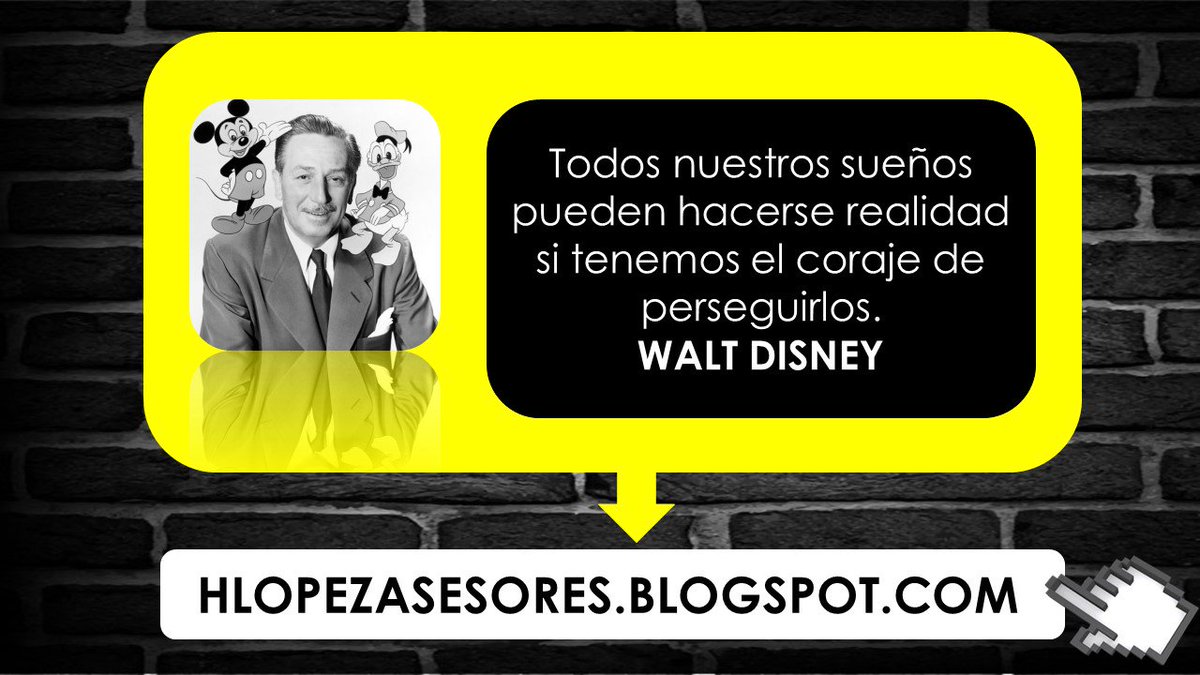 Todos nuestros sueños
pueden hacerse realidad
si tenemos el coraje de
perseguirlos.
WALT DISNEY
HLOPEZASESORES.BLOGSPOT.COM